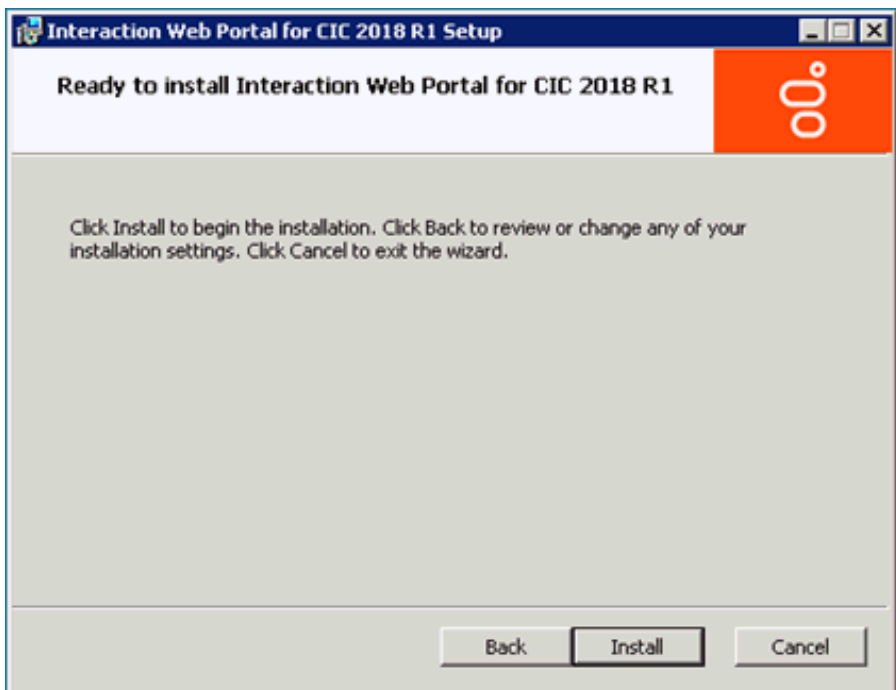 Interaction Web Portal for CIC 2018 R1 Setup
Ready to install Interaction Web Portal for CIC 2018 R1
Click Install to begin the installation. Click Back to review or change any of your
installation settings. Click Cancel to exit the wizard.
Back Install Cancel